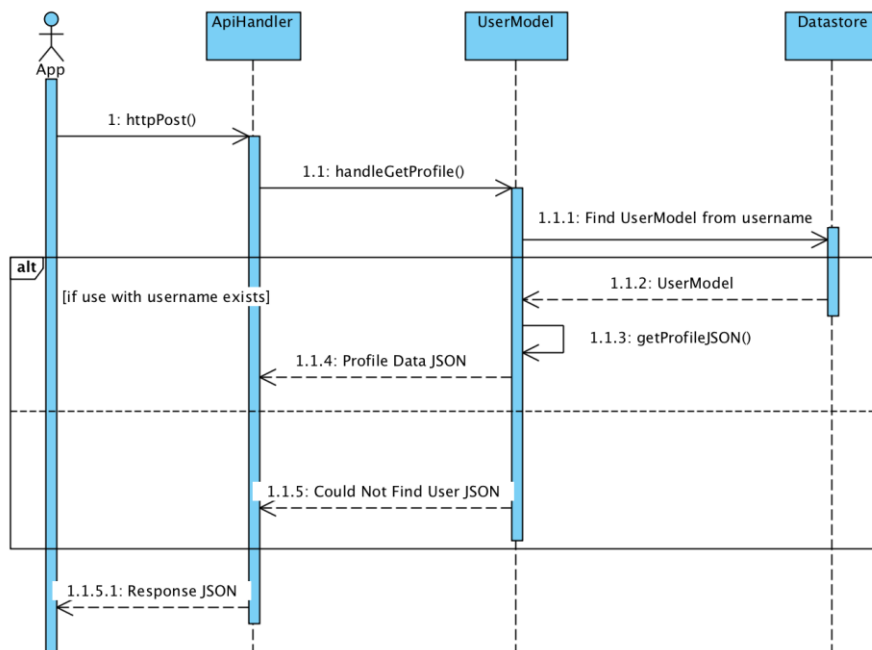 ApiHandler
UserModel
Datastore
App
1: httpPost()
1.1: handleGetProfile()
1.1.1: Find UserModel from username
alt
[if use with username exists]
1.1.2: UserModel
1.1.3: getProfileJSON()
1.1.4: Profile Data JSON
1.1.5: Could Not Find User JSON
1.1.5.1: Response JSON